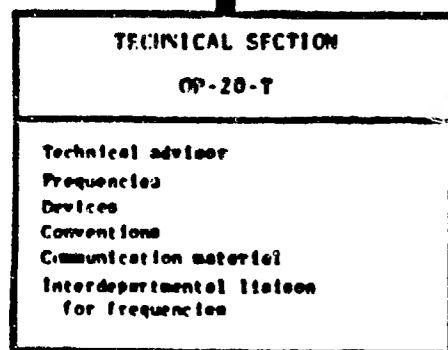 TECHNICAL SECTION
OP-20-T
Technical advisor
Frequencies
Devices
Conventions
Communication material
Interdepartmental liaison
for frequencies